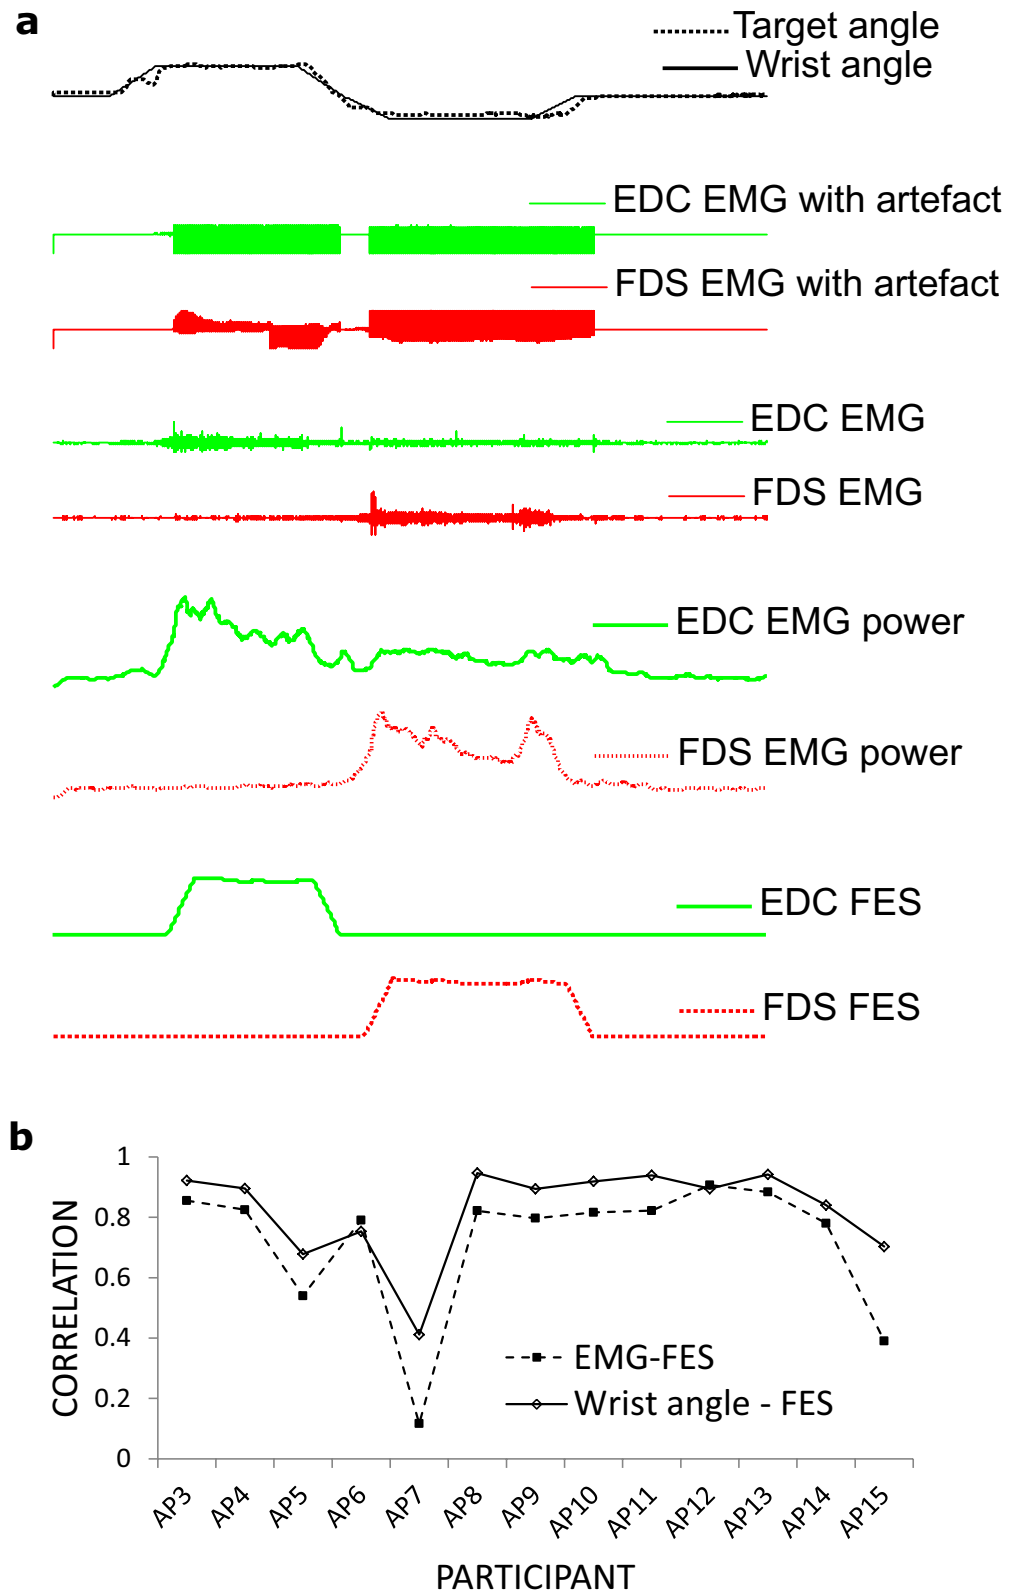 a
Target angle
Wrist angle
EDC EMG with artefact
FDS EMG with artefact
EDC EMG
FDS EMG
EDC EMG power
FDS EMG power
EDC FES
FDS FES
b
1
0.8
0.6
0.4
0.2
0
CORRELATION
EMG-FES
Wrist angle - FES
AP3
AP4
AP5
AP6
AP7
AP8
AP9
AP10
AP11
AP12
AP13
AP14
AP15
PARTICIPANT